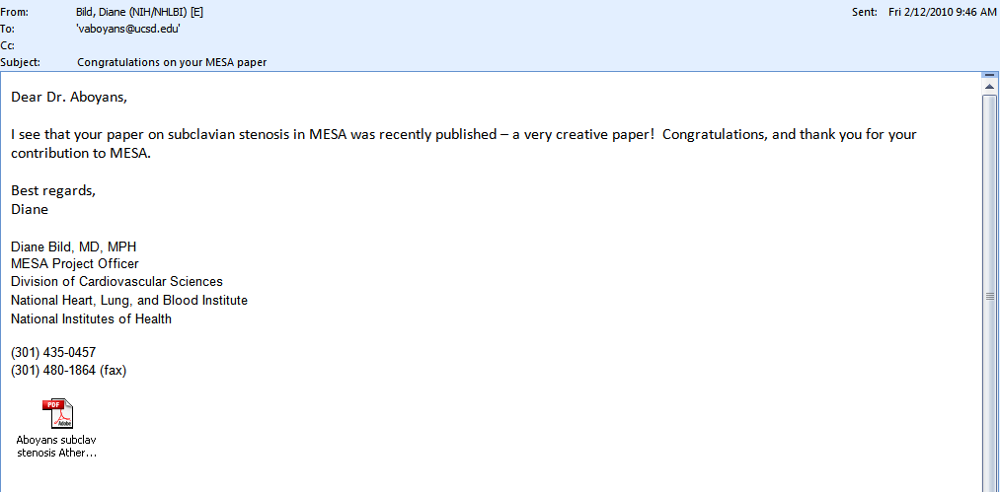 From: Bild, Diane (NIH/NHLBI) [E] Sent: Fri 2/12/2010 9:46 AM
To: 'vaboyans@ucsd.edu'
Cc:
Subject: Congratulations on your MESA paper
Dear Dr. Aboyans,
I see that your paper on subclavian stenosis in MESA was recently published – a very creative paper!  Congratulations, and thank you for your
contribution to MESA.
Best regards,
Diane
Diane Bild, MD, MPH
MESA Project Officer
Division of Cardiovascular Sciences
National Heart, Lung, and Blood Institute
National Institutes of Health
(301) 435-0457
(301) 480-1864 (fax)
PDF
Adobe
Aboyans subclav
stenosis Ather...